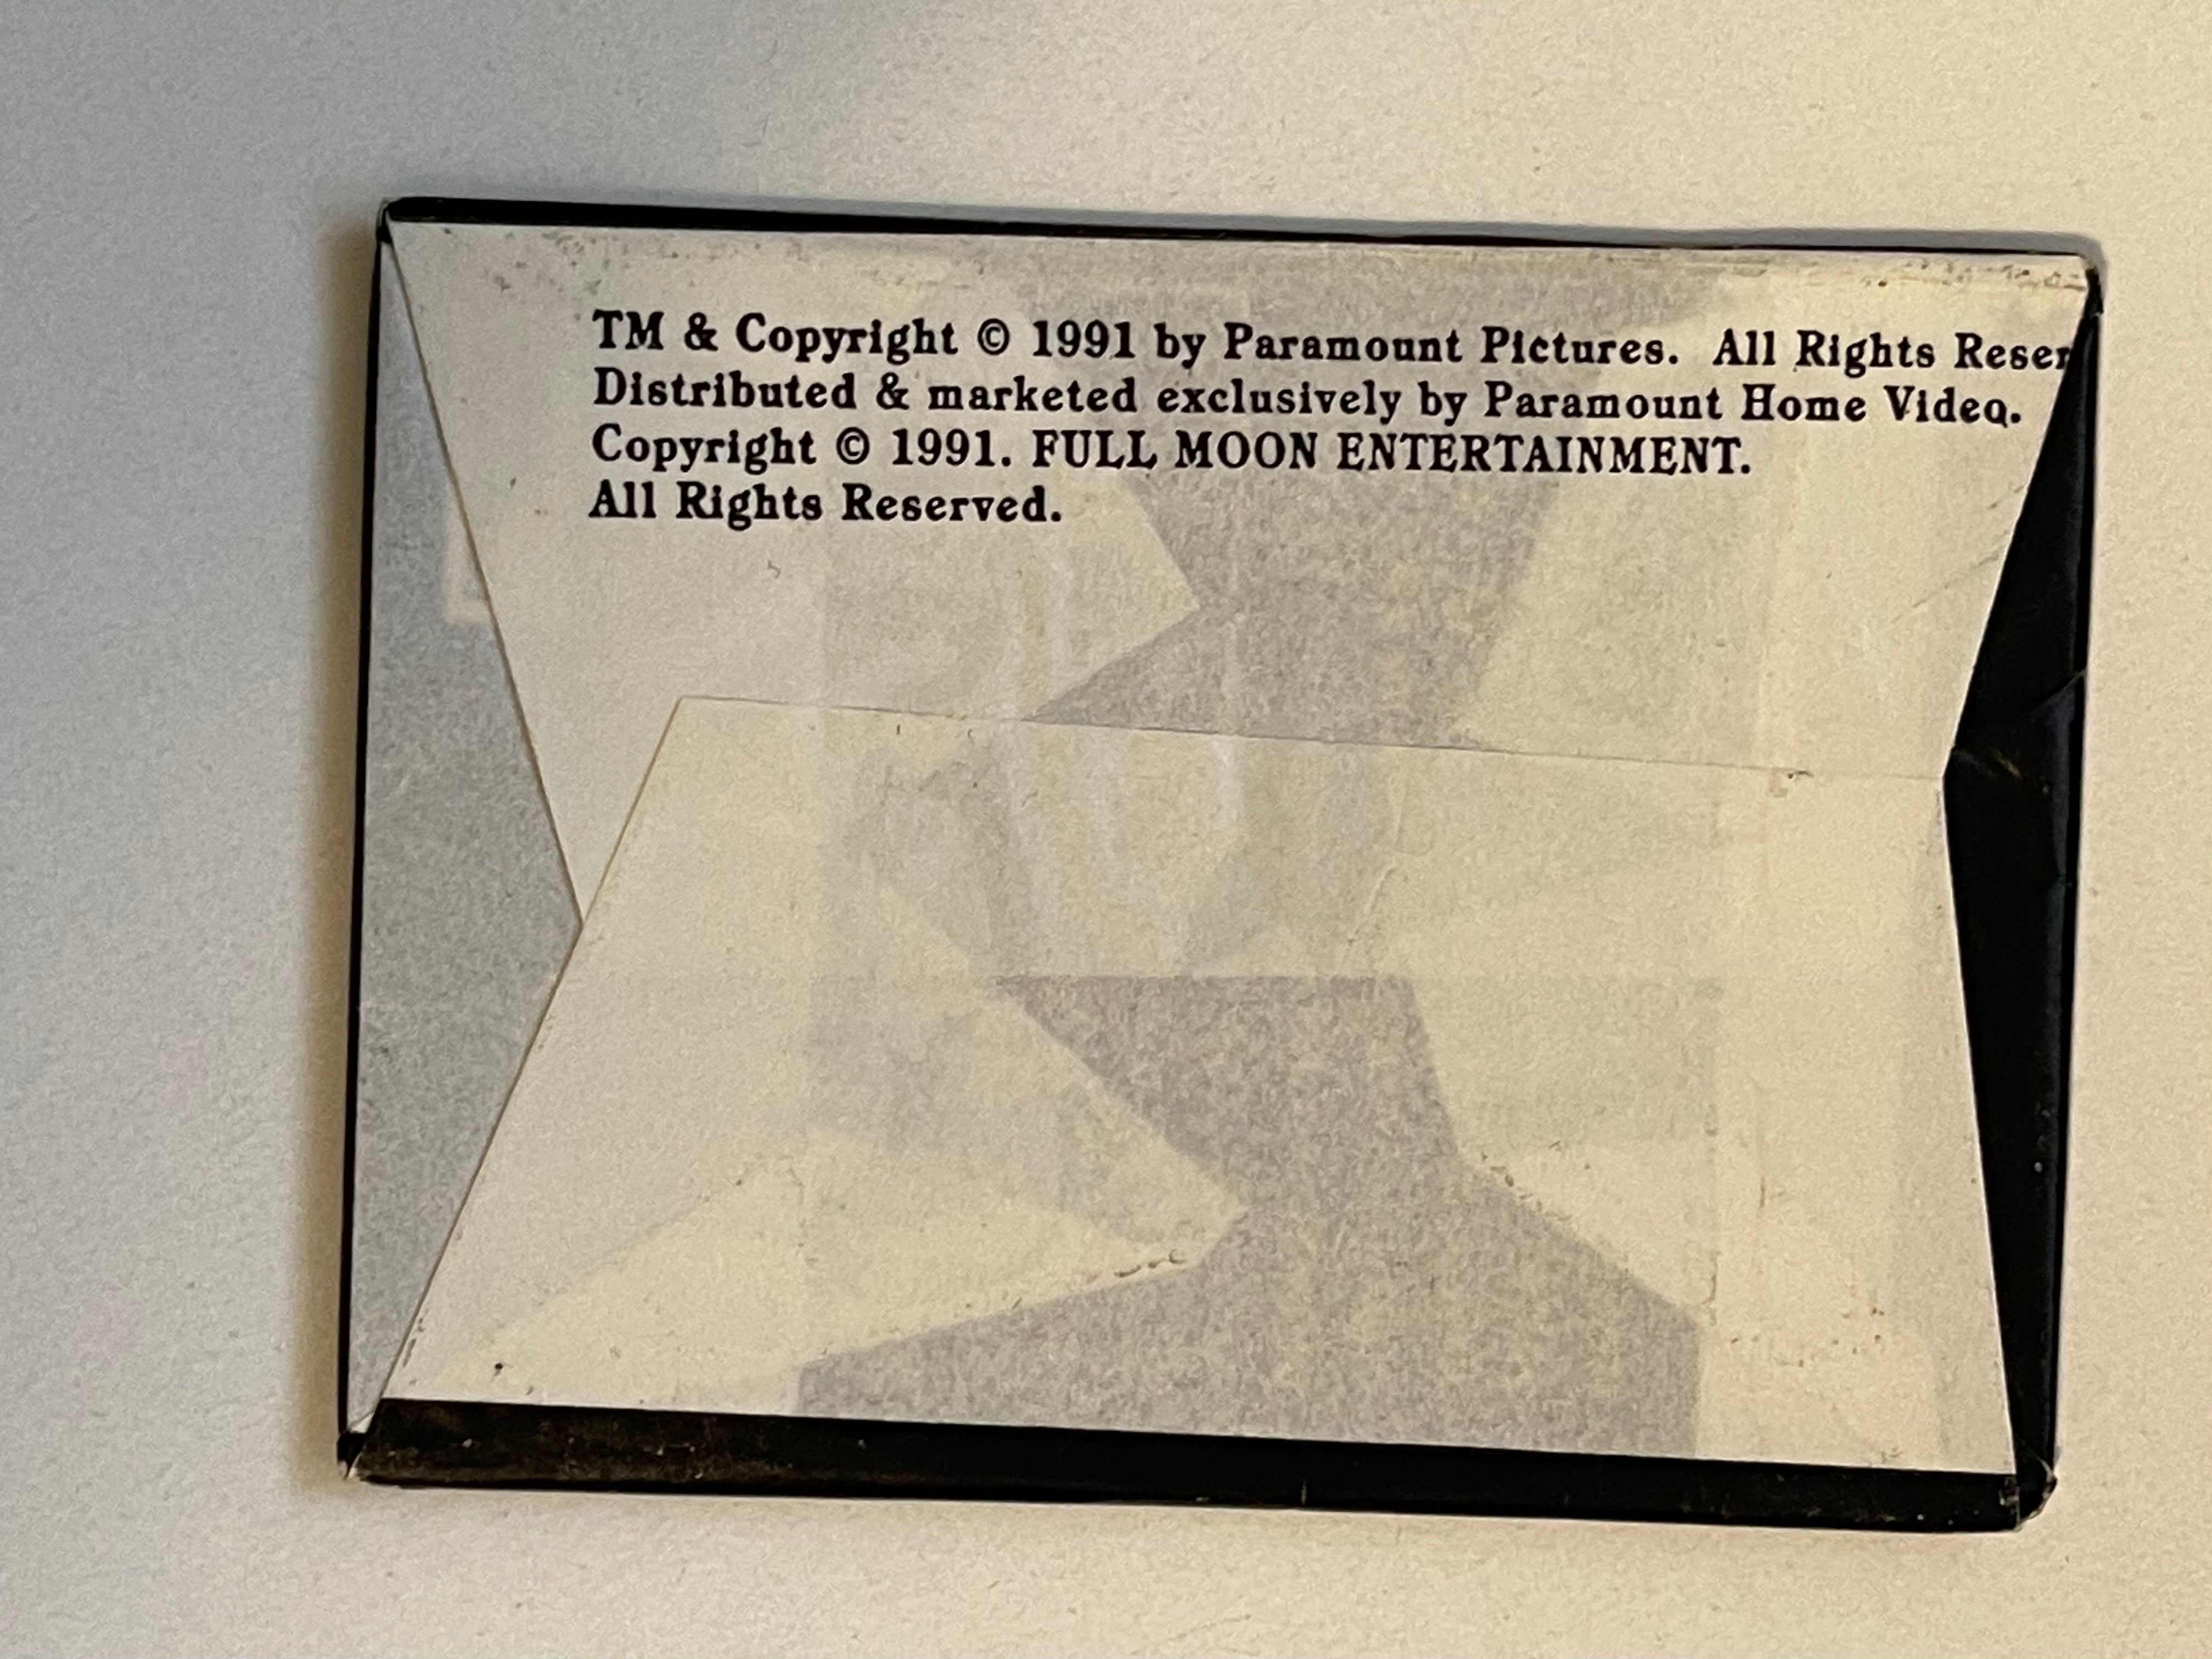 TM & Copyright © 1991 by Paramount Pictures. All Rights Reser
Distributed & marketed exclusively by Paramount Home Video.
Copyright © 1991. FULL MOON ENTERTAINMENT.
All Rights Reserved.